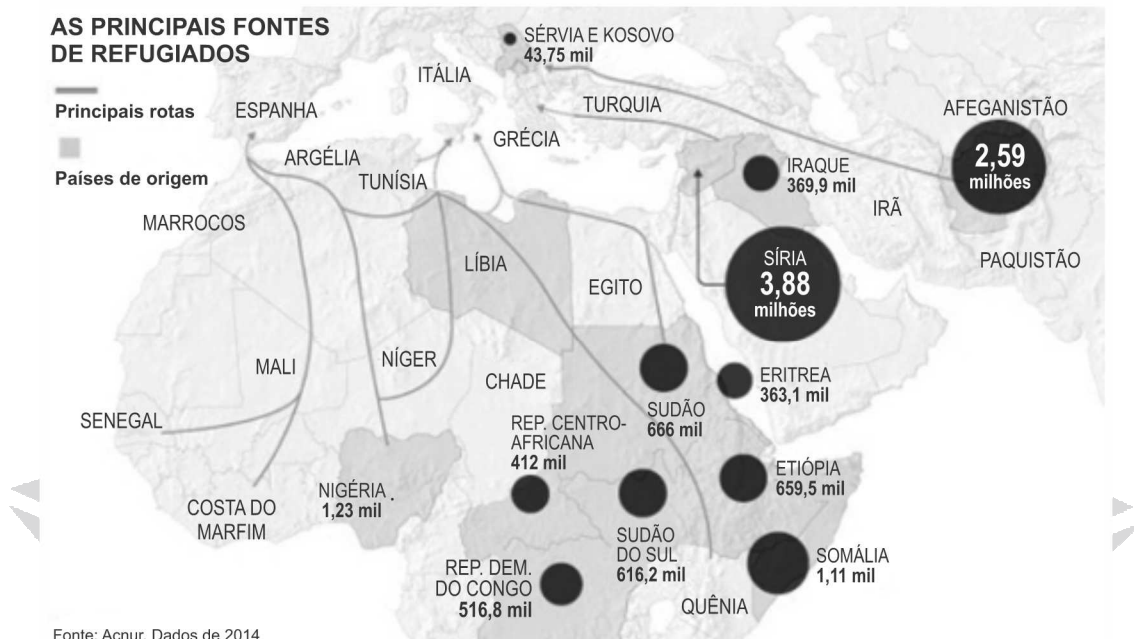 AS PRINCIPAIS FONTES
DE REFUGIADOS
Principais rotas
Países de origem
SÉRVIA E KOSOVO
43,75 mil
ITÁLIA
ESPANHA
TURQUIA
AFEGANISTÃO
2,59
milhões
GRÉCIA
ARGÉLIA
TUNÍSIA
IRAQUE
369,9 mil
IRÃ
MARROCOS
PAQUISTÃO
LÍBIA
SÍRIA
3,88
milhões
EGITO
MALI
NÍGER
CHADE
ERITREA
363,1 mil
SENEGAL
SUDÃO
666 mil
REP. CENTRO-
AFRICANA
412 mil
ETIÓPIA
659,5 mil
NIGÉRIA
1,23 mil
COSTA DO
MARFIM
SUDÃO
DO SUL
616,2 mil
SOMÁLIA
1,11 mil
REP. DEM.
DO CONGO
516,8 mil
QUÊNIA
Fonte: Acnur. Dados de 2014